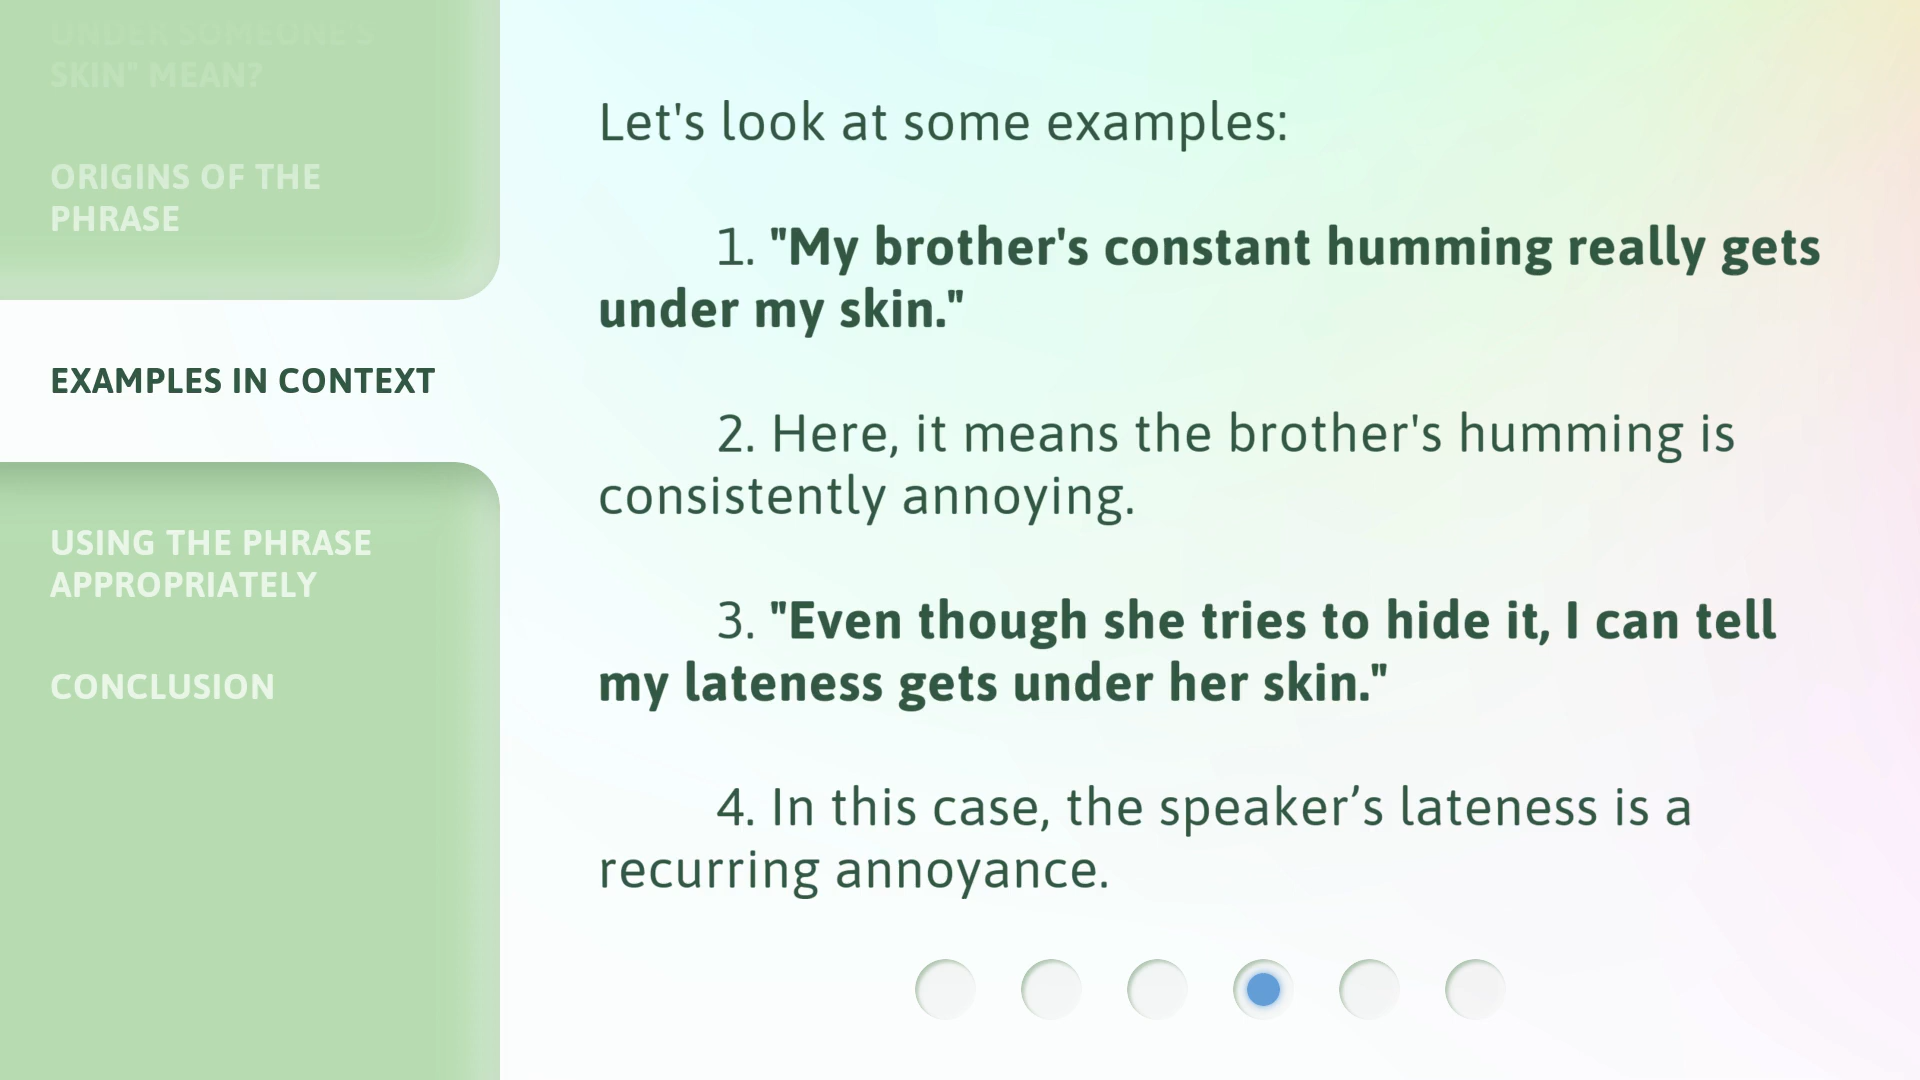 UNDER SOMEONE'S
SKIN" MEAN?
ORIGINS OF THE
PHRASE
EXAMPLES IN CONTEXT
USING THE PHRASE
APPROPRIATELY
CONCLUSION
Let's look at some examples:
1. "My brother's constant humming really gets
under my skin."
2. Here, it means the brother's humming is
consistently annoying.
3. "Even though she tries to hide it, I can tell
my lateness gets under her skin."
4. In this case, the speaker’s lateness is a
recurring annoyance.